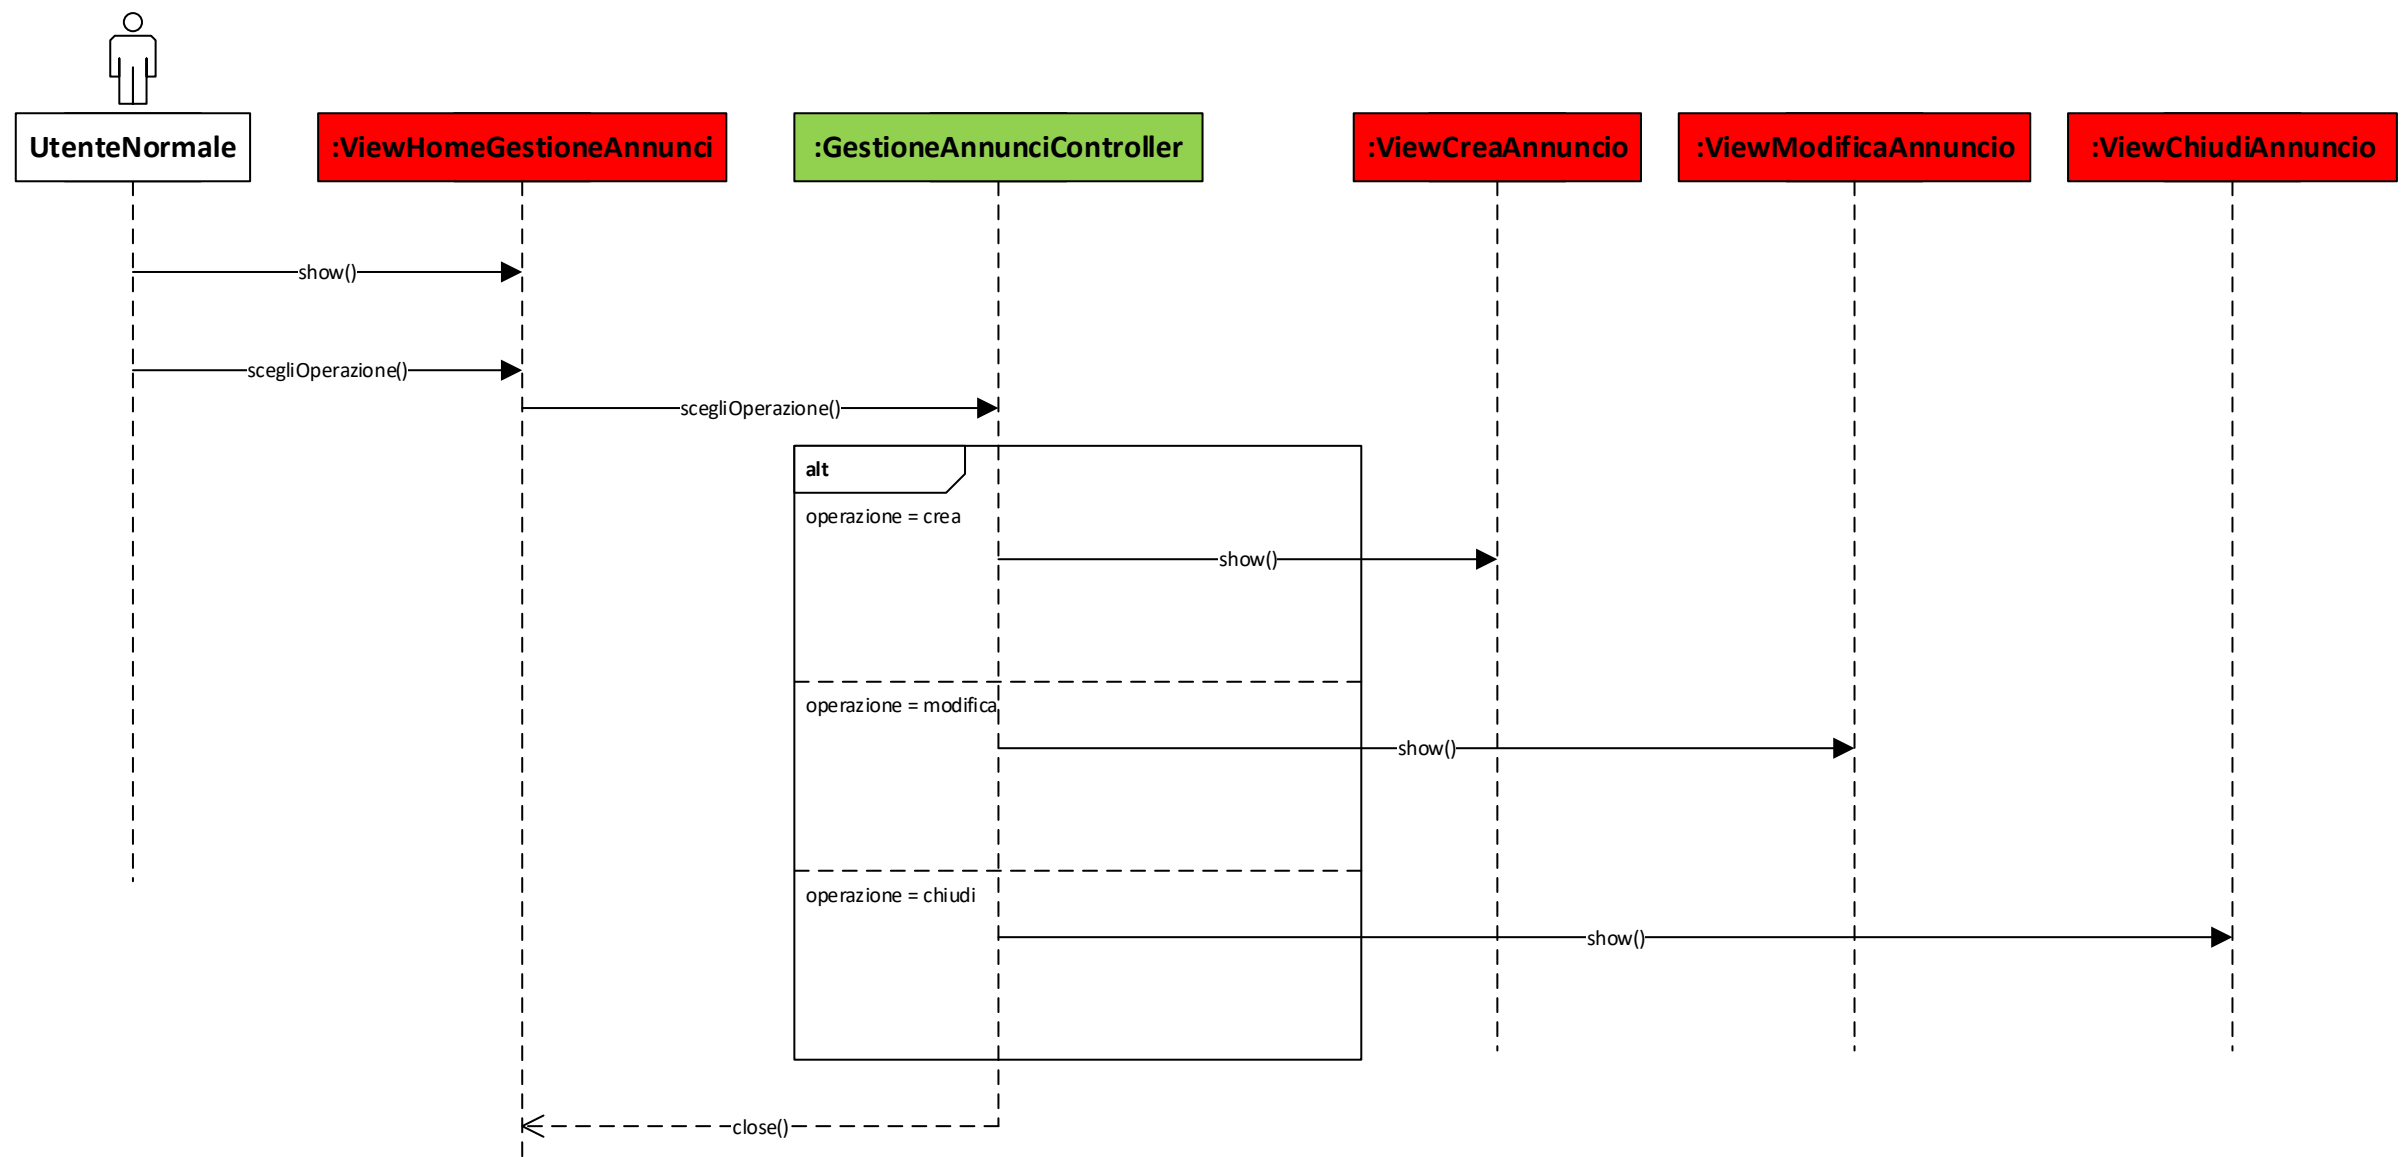 UtenteNormale
:ViewHomeGestioneAnnunci
:GestioneAnnunciController
:ViewCreaAnnuncio
:ViewModificaAnnuncio
:ViewChiudiAnnuncio
show()
scegliOperazione()
scegliOperazione()
alt
operazione = crea
show()
operazione = modifica
show()
operazione = chiudi
show()
close()